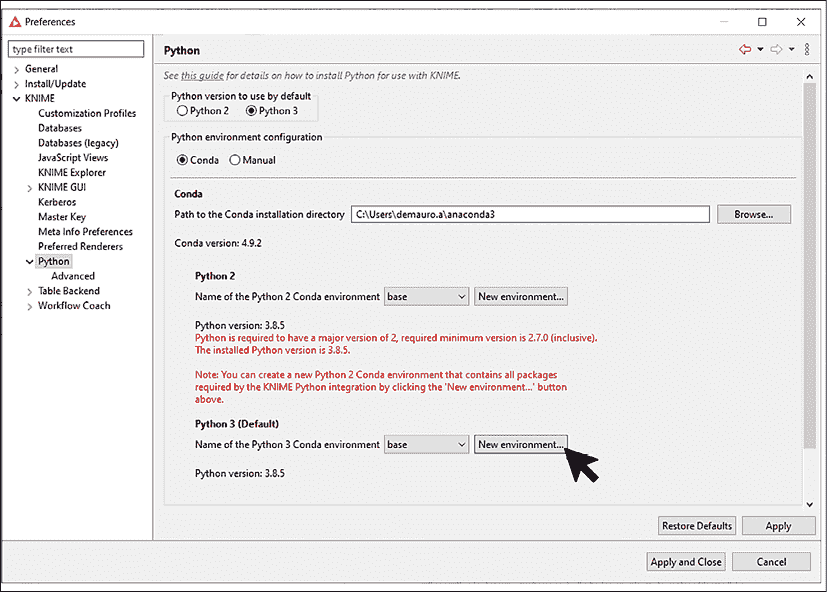 Preferences
type filter text
General
Install/Update
KNIME
Customization Profiles
Databases
Databases (legacy)
JavaScript Views
KNIME Explorer
KNIME GUI
Kerberos
Master Key
Meta Info Preferences
Preferred Renderers
Python
Advanced
Table Backend
Workflow Coach
Python
See this guide for details on how to install Python for use with KNIME.
Python version to use by default
Python 2 Python 3
Python environment configuration
Conda Manual
Conda
Path to the Conda installation directory C:\Users\demauro.a\anaconda3 Browse...
Conda version: 4.9.2
Python 2
Name of the Python 2 Conda environment base New environment...
Python version: 3.8.5
Python is required to have a major version of 2, required minimum version is 2.7.0 (inclusive).
The installed Python version is 3.8.5.
Note: You can create a new Python 2 Conda environment that contains all packages
required by the KNIME Python integration by clicking the 'New environment...' button
above.
Python 3 (Default)
Name of the Python 3 Conda environment base New environment...
Python version: 3.8.5
Restore Defaults Apply
Apply and Close Cancel